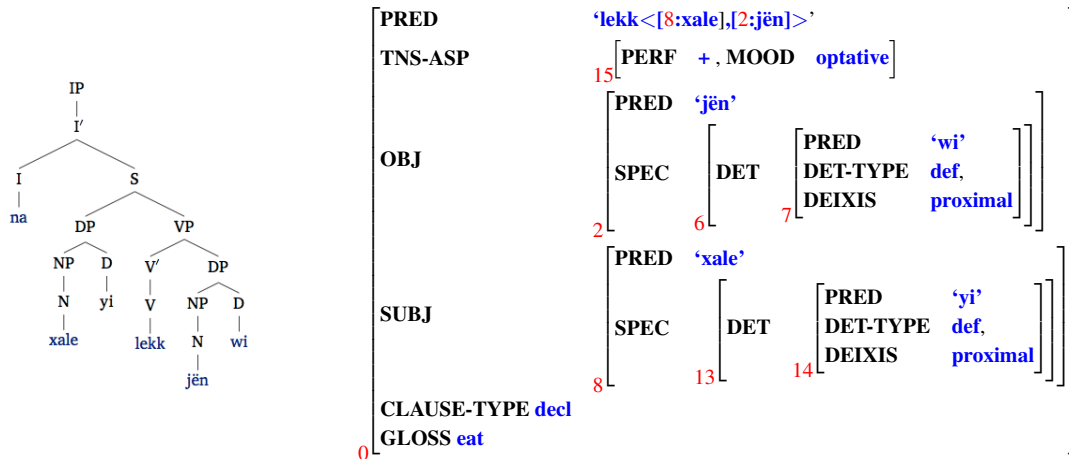 IP
I′
I S
na
DP VP
NP D V′ DP
N yi V NP D
xale lekk N wi
jën
PRED ‘lekk<[8:xale],[2:jën]>’
TNS-ASP 15[PERF + , MOOD optative]
PRED ‘jën’
PRED ‘wi’
OBJ SPEC DET DET-TYPE def,
DEIXIS proximal
2 6 7
PRED ‘xale’
PRED ‘yi’
SUBJ SPEC DET DET-TYPE def,
DEIXIS proximal
8 13 14
CLAUSE-TYPE decl
0 GLOSS eat